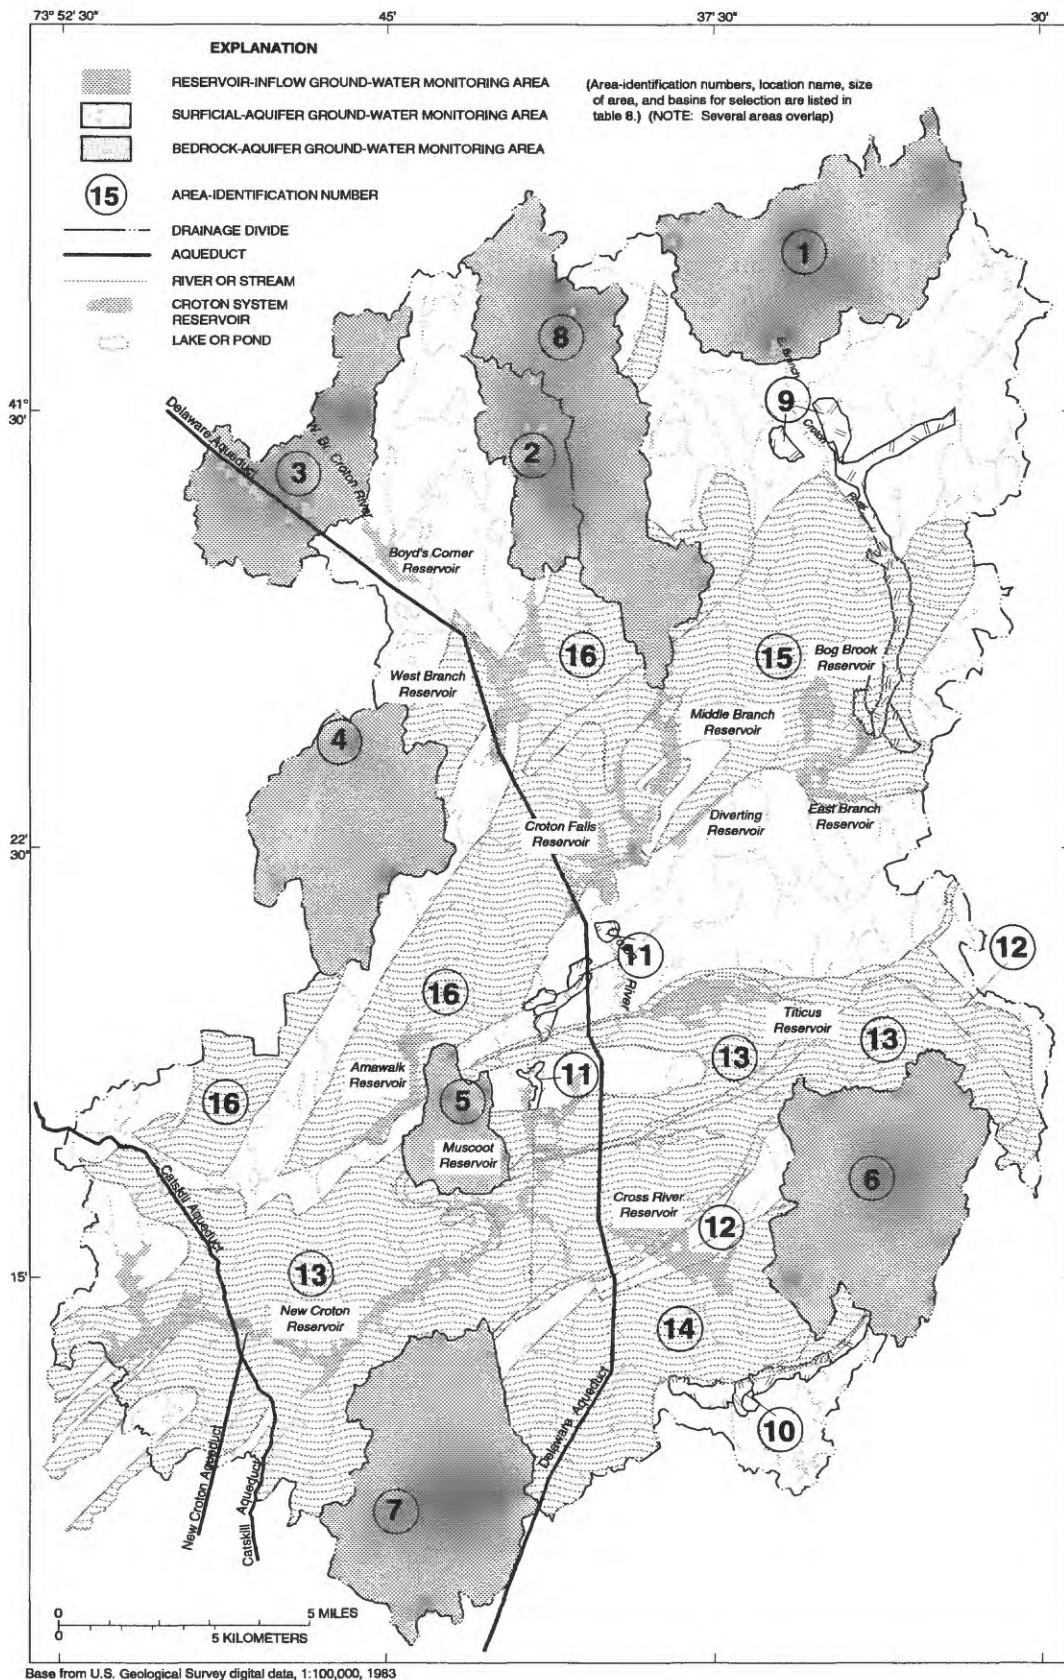 73° 52' 30"
45'
37' 30"
30'
EXPLANATION
RESERVOIR-INFLOW GROUND-WATER MONITORING AREA
SURFICIAL-AQUIFER GROUND-WATER MONITORING AREA
BEDROCK-AQUIFER GROUND-WATER MONITORING AREA
15 AREA-IDENTIFICATION NUMBER
DRAINAGE DIVIDE
AQUEDUCT
RIVER OR STREAM
CROTON SYSTEM
RESERVOIR
LAKE OR POND
(Area-identification numbers, location name, size
of area, and basins for selection are listed in
table 8.) (NOTE: Several areas overlap)
1
8
E. Branch
Croton
River
9
41°
30'
Delaware Aqueduct
W. Br. Croton River
3
2
Boyd's Corner
Reservoir
16
15
Bog Brook
Reservoir
West Branch
Reservoir
Middle Branch
Reservoir
4
Croton Falls
Reservoir
Diverting
Reservoir
East Branch
Reservoir
22'
30"
11
River
12
16
Titicus
Reservoir
13
13
Amawalk
Reservoir
11
16
5
Muscoot
Reservoir
6
Catskill Aqueduct
Cross River
Reservoir
12
15'
13
New Croton
Reservoir
14
Delaware Aqueduct
10
New Croton Aqueduct
Catskill Aqueduct
7
0 5 MILES
0 5 KILOMETERS
Base from U.S. Geological Survey digital data, 1:100,000, 1983